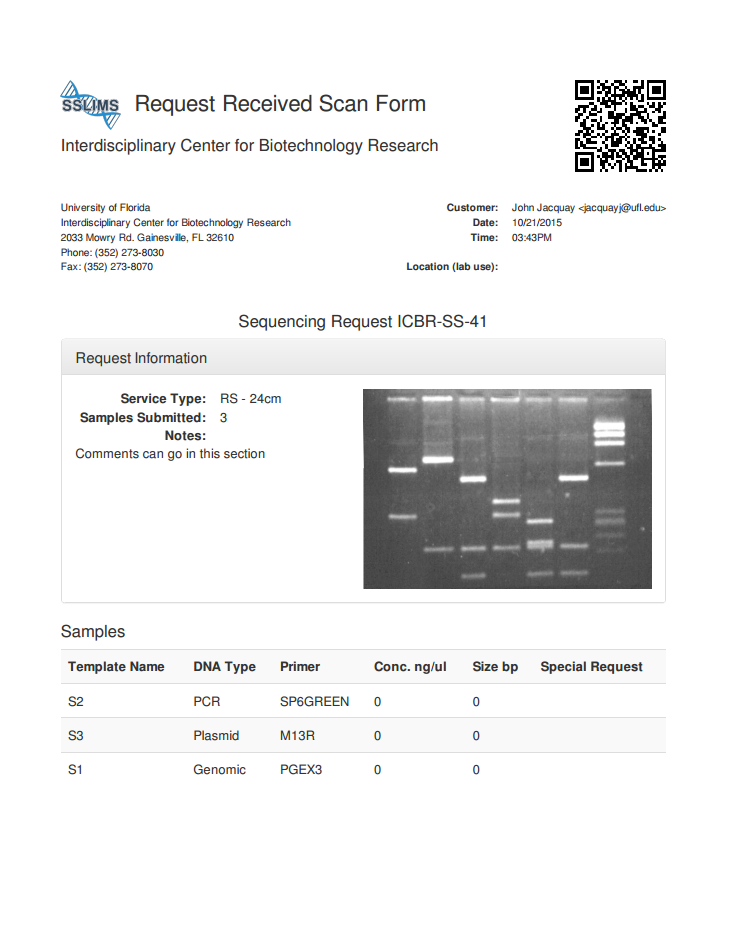 SSLIMS
Request Received Scan Form
Interdisciplinary Center for Biotechnology Research
University of Florida
Interdisciplinary Center for Biotechnology Research
2033 Mowry Rd. Gainesville, FL 32610
Phone: (352) 273-8030
Fax: (352) 273-8070
Customer: John Jacquay <jacquayj@ufl.edu>
Date: 10/21/2015
Time: 03:43PM
Location (lab use):
Sequencing Request ICBR-SS-41
Request Information
Service Type: RS - 24cm
Samples Submitted: 3
Notes:
Comments can go in this section
Samples
Template Name DNA Type Primer Conc. ng/ul Size bp Special Request
S2 PCR SP6GREEN 0 0
S3 Plasmid M13R 0 0
S1 Genomic PGEX3 0 0